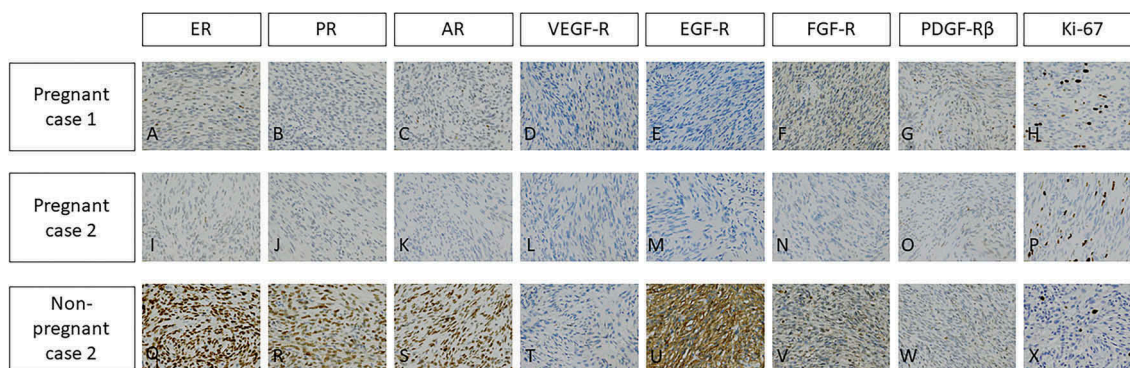 ER PR AR VEGF-R EGF-R FGF-R PDGF-Rβ Ki-67
Pregnant
case 1
A B C D E F G H
Pregnant
case 2
I J K L M N O P
Non-
pregnant
case 2
Q R S T U V W X